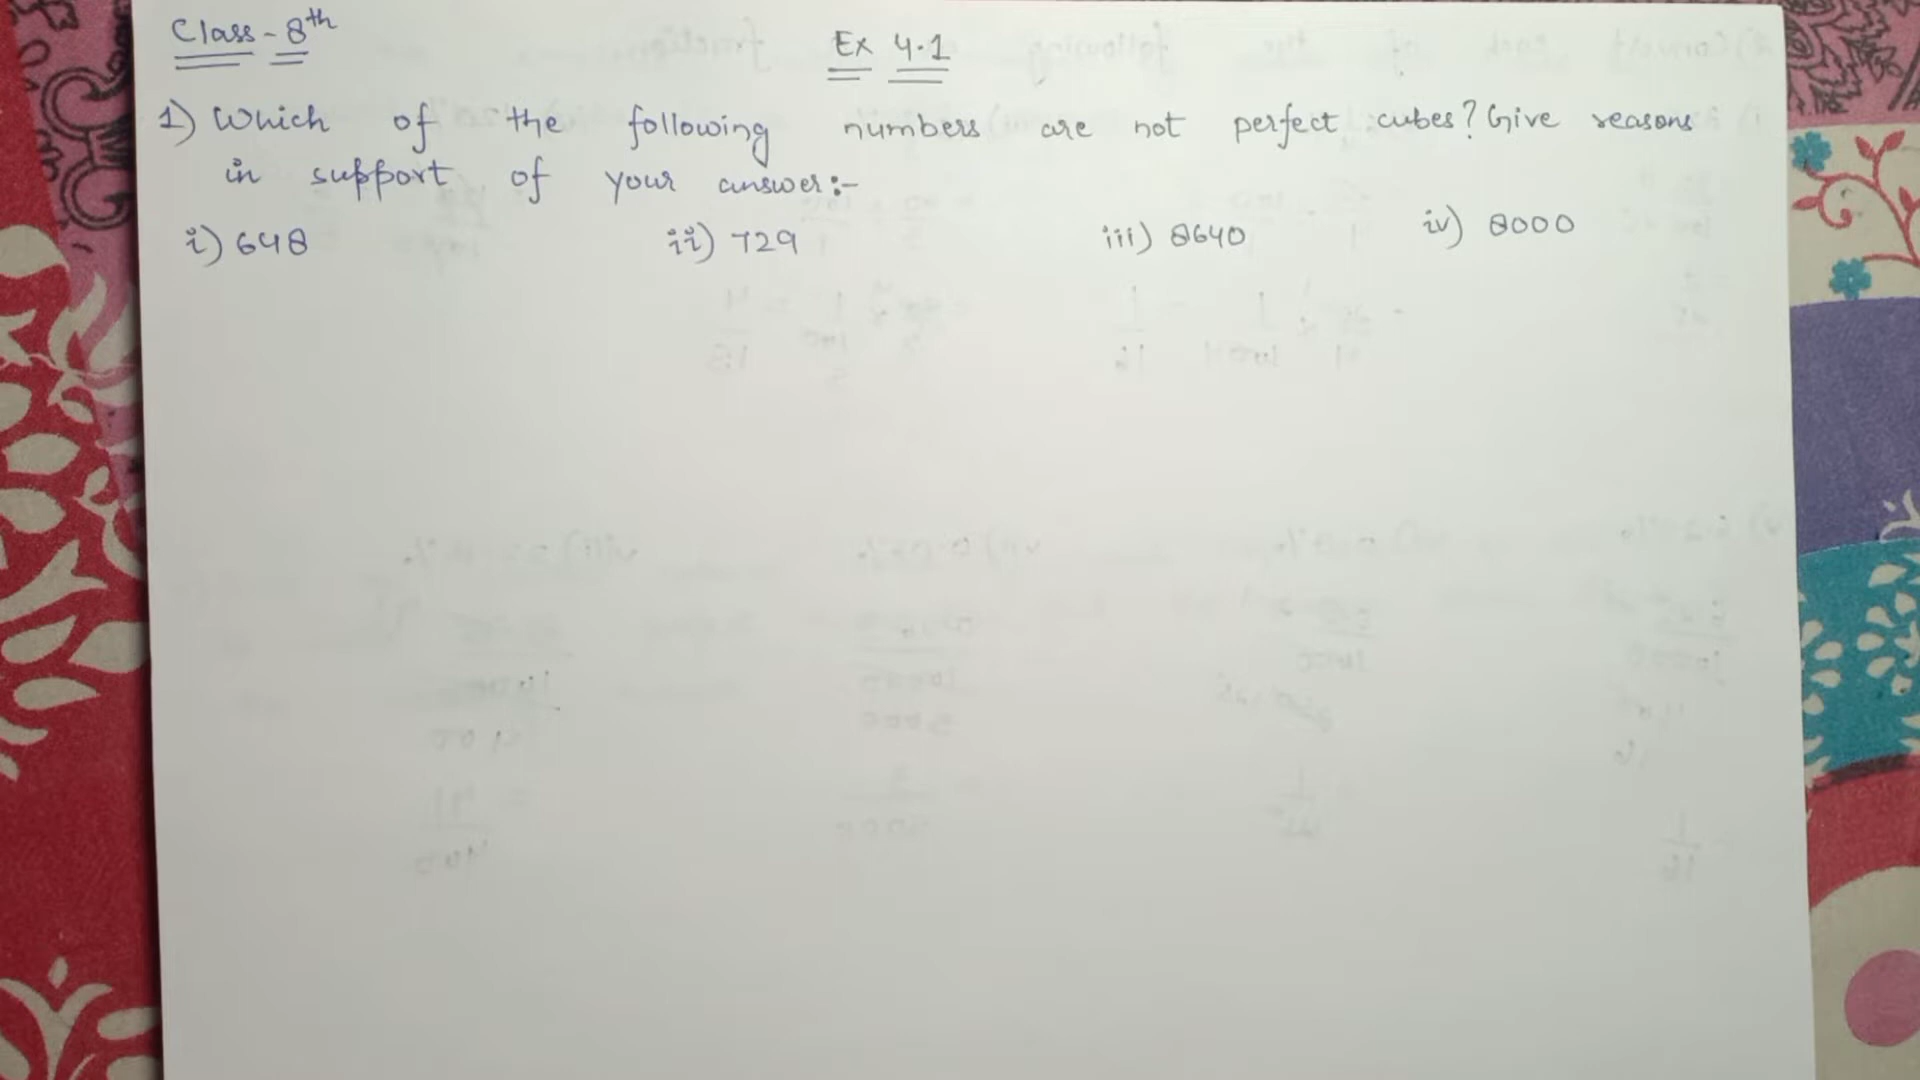 Class - 8th
Ex 4.1
1) Which of the following numbers are not perfect cubes? Give reasons
in support of your answer:-
i) 648 ii) 729 iii) 8640 iv) 8000